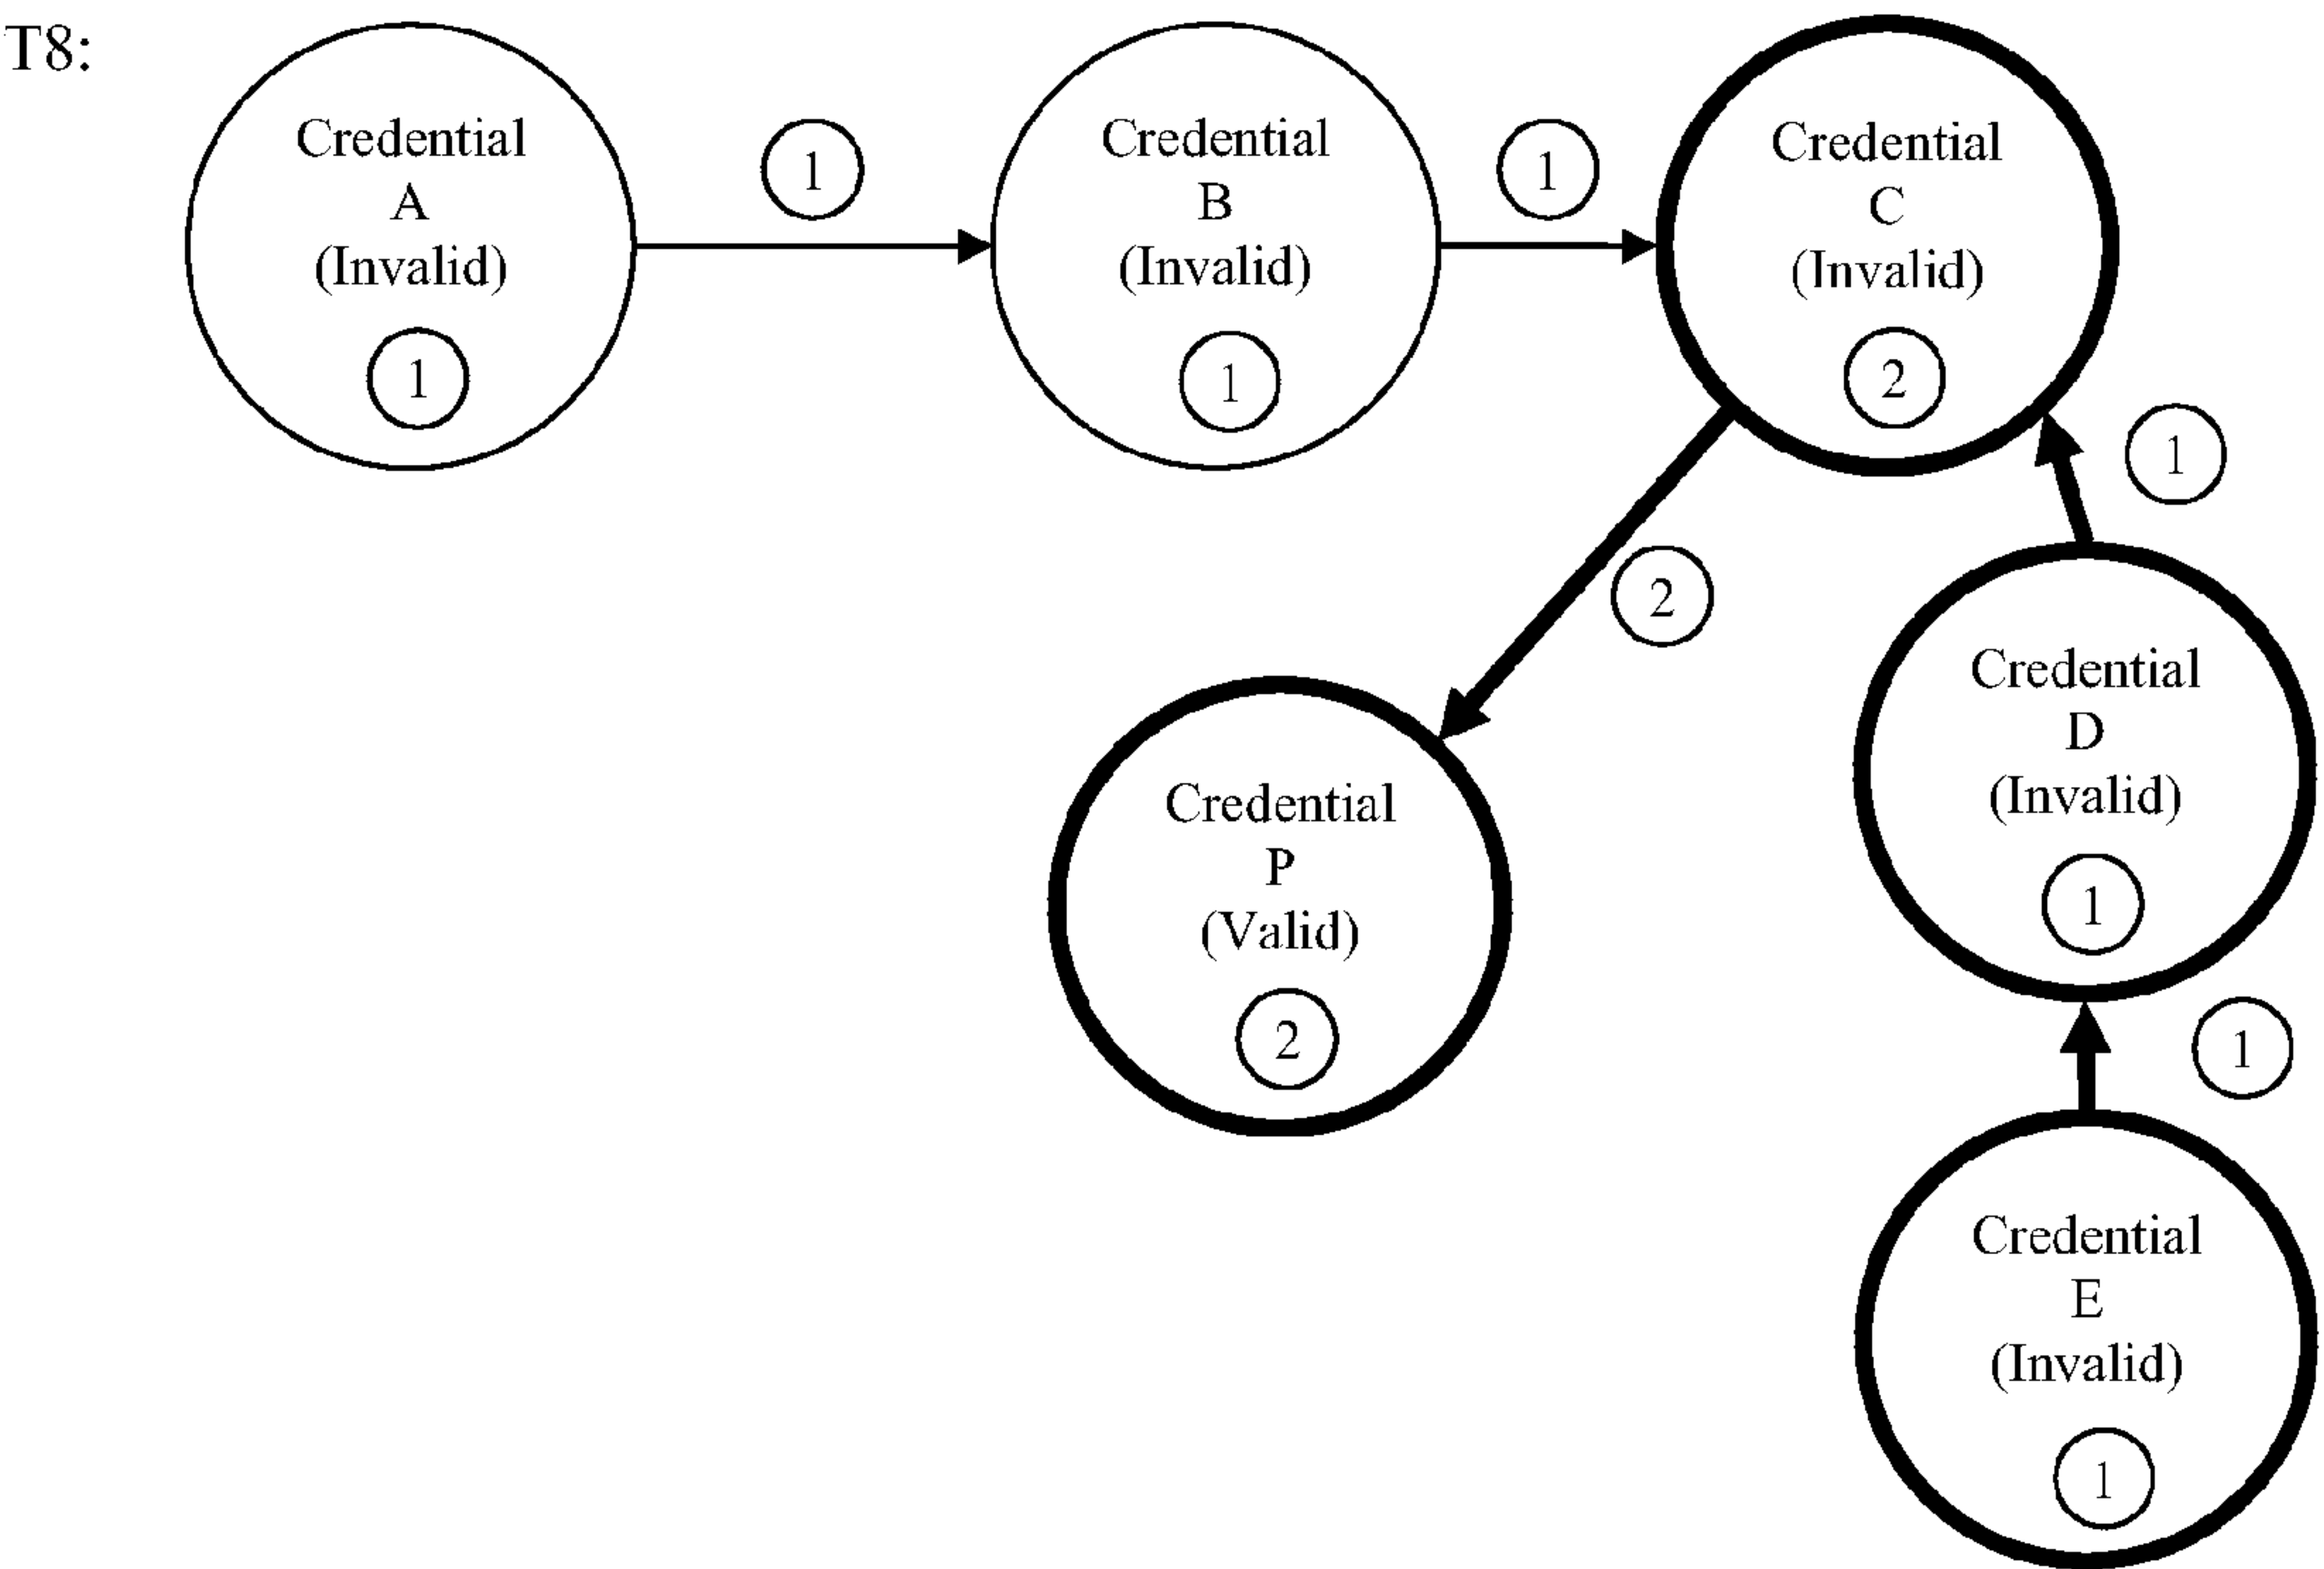 T8:
Credential
A
(Invalid)
1
1
Credential
B
(Invalid)
1
1
Credential
C
(Invalid)
2
1
2
Credential
D
(Invalid)
1
Credential
P
(Valid)
2
1
Credential
E
(Invalid)
1